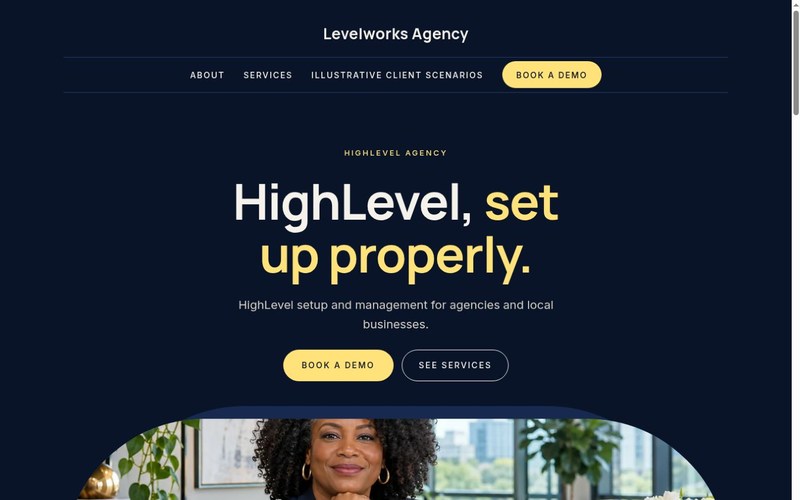 Levelworks Agency
ABOUT SERVICES ILLUSTRATIVE CLIENT SCENARIOS BOOK A DEMO
HIGHLEVEL AGENCY
HighLevel, set
up properly.
HighLevel setup and management for agencies and local
businesses.
BOOK A DEMO SEE SERVICES